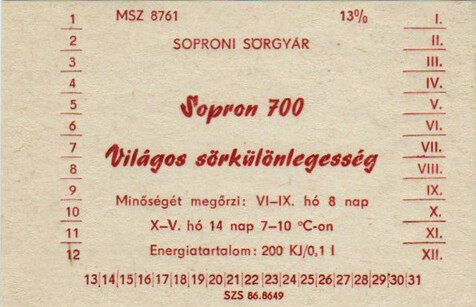 MSZ 8761 13%
SOPRONI SÖRGYÁR
Sopron 700
Világos sörkülönlegesség
Minőségét megőrzi: VI-IX. hó 8 nap
X-V. hó 14 nap 7-10 °C-on
Energiatartalom: 200 KJ/0,1 l
1
2
3
4
5
6
7
8
9
10
11
12
I.
II.
III.
IV.
V.
VI.
VII.
VIII.
IX.
X.
XI.
XII.
13|14|15|16|17|18|19|20|21|22|23|24|25|26|27|28|29|30|31
SZS 86.8649